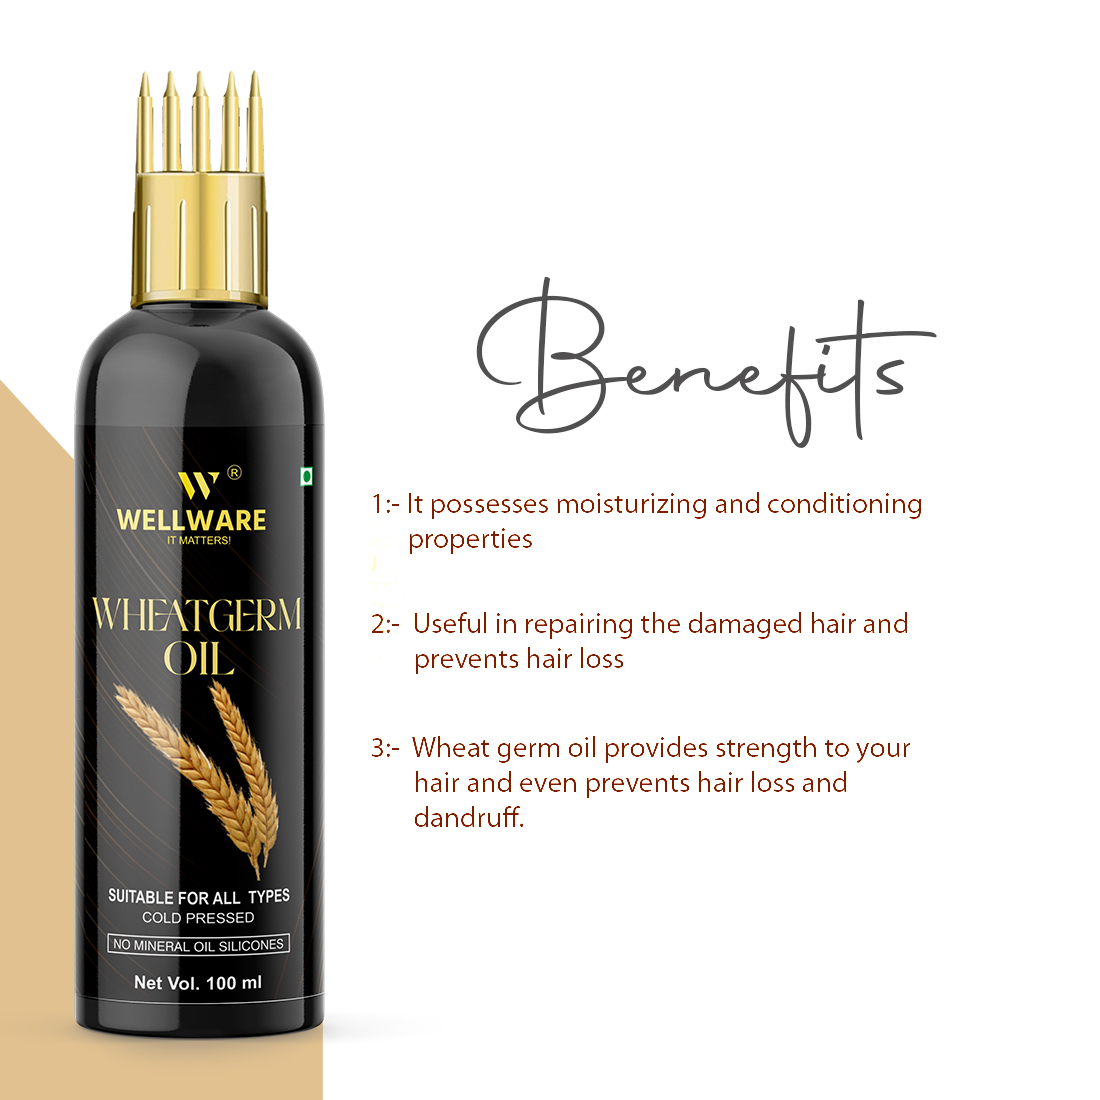 W ®
WELLWARE
IT MATTERS!
WHEATGERM
OIL
SUITABLE FOR ALL TYPES
COLD PRESSED
NO MINERAL OIL SILICONES
Net Vol. 100 ml
Benefits
1:- It possesses moisturizing and conditioning
properties
2:- Useful in repairing the damaged hair and
prevents hair loss
3:- Wheat germ oil provides strength to your
hair and even prevents hair loss and
dandruff.